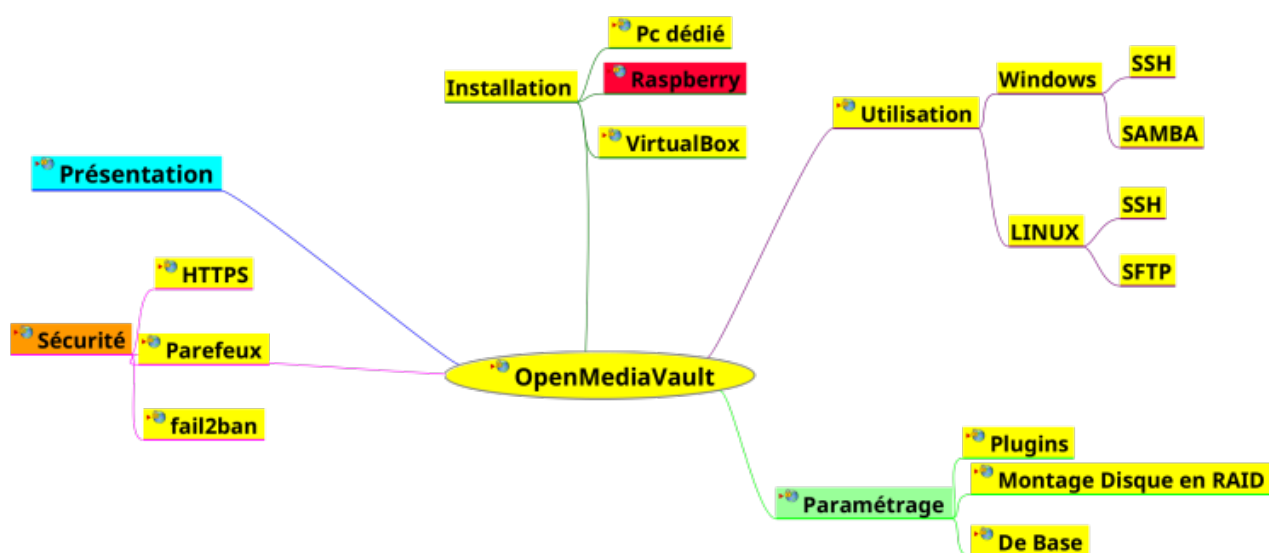 Pc dédié
Raspberry
Installation
VirtualBox
Présentation
HTTPS
Sécurité
Parefeux
fail2ban
OpenMediaVault
Utilisation
Windows
SSH
SAMBA
LINUX
SSH
SFTP
Paramétrage
Plugins
Montage Disque en RAID
De Base